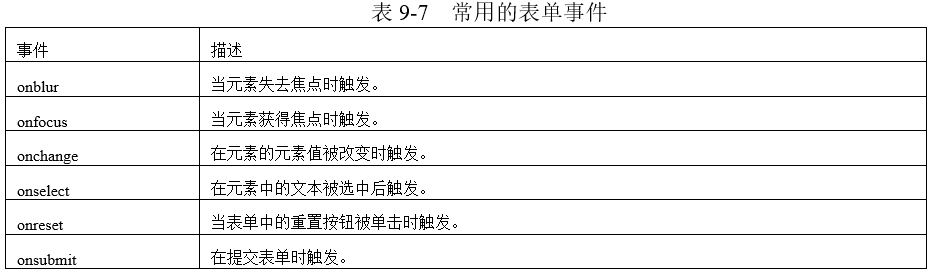 表 9-7 常用的表单事件
事件 描述
onblur 当元素失去焦点时触发。
onfocus 当元素获得焦点时触发。
onchange 在元素的元素值被改变时触发。
onselect 在元素中的文本被选中后触发。
onreset 当表单中的重置按钮被单击时触发。
onsubmit 在提交表单时触发。